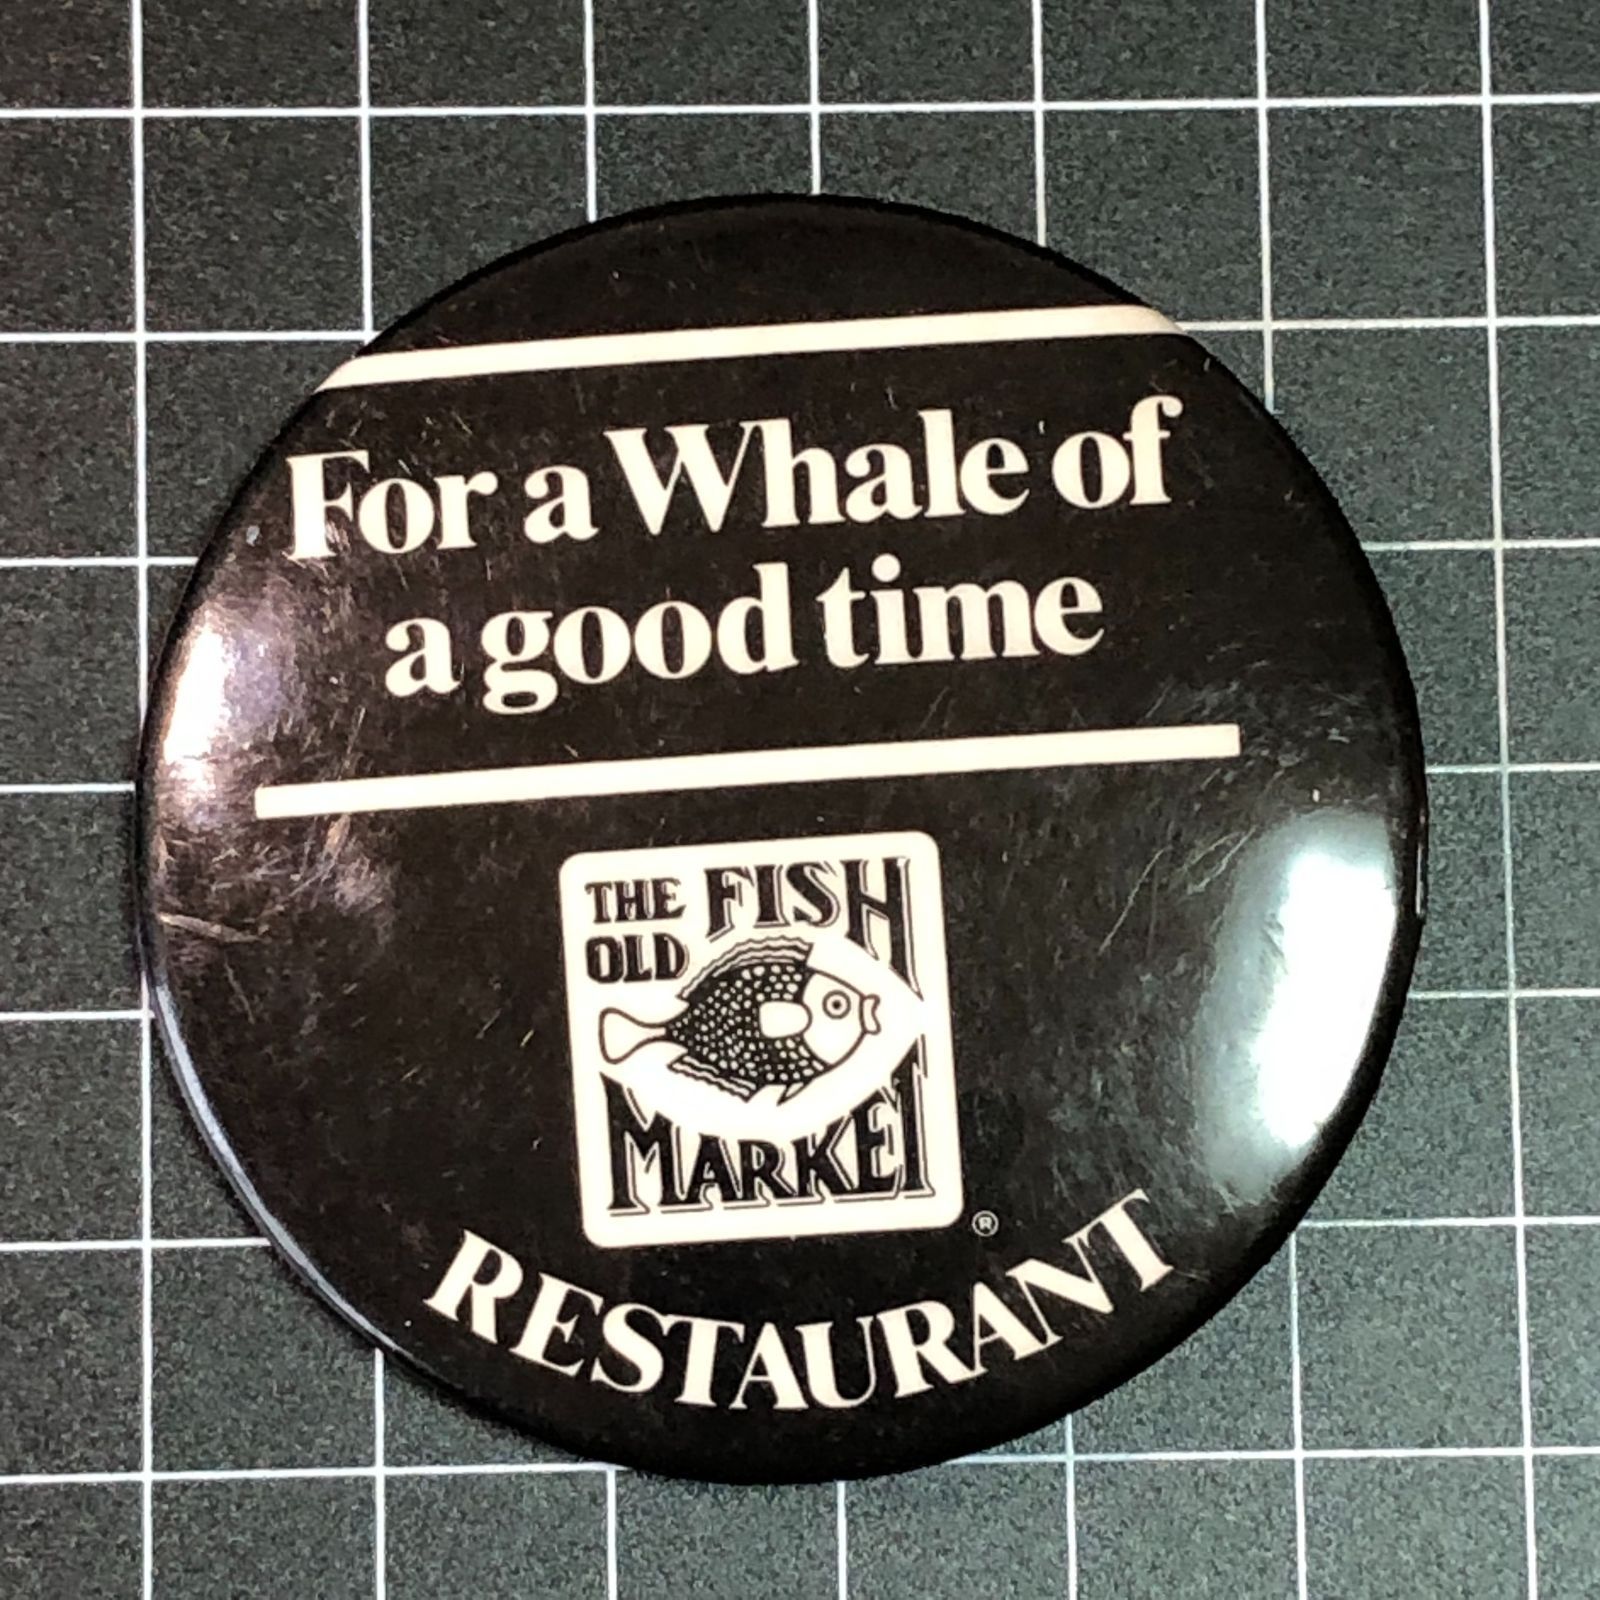 For a Whale of
a good time
THE FISH
OLD
MARKET
®
RESTAURANT